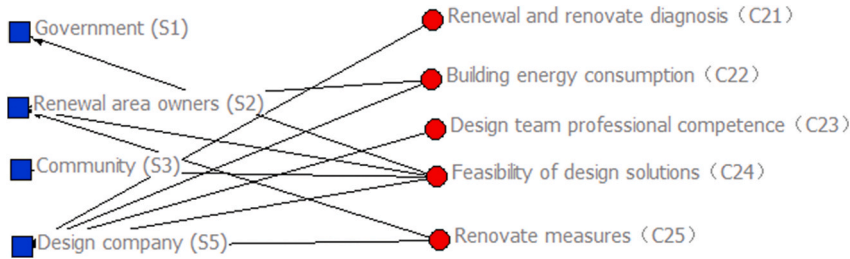 Government (S1)
Renewal area owners (S2)
Community (S3)
Design company (S5)
Renewal and renovate diagnosis（C21）
Building energy consumption（C22）
Design team professional competence（C23）
Feasibility of design solutions（C24）
Renovate measures（C25）